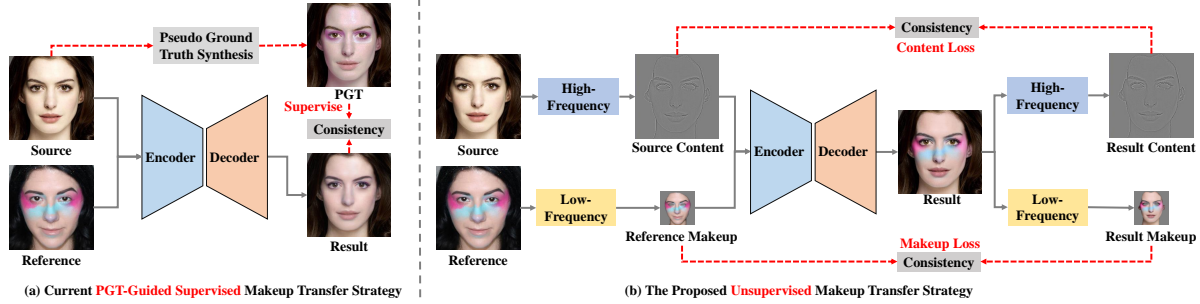 Pseudo Ground
Truth Synthesis
PGT
Supervise
Consistency
Source
Encoder
Decoder
Reference
Result
(a) Current PGT-Guided Supervised Makeup Transfer Strategy
Consistency
Content Loss
High-
Frequency
Source
Source Content
Low-
Frequency
Reference
Reference Makeup
Encoder
Decoder
Result
High-
Frequency
Result Content
Low-
Frequency
Result Makeup
Makeup Loss
Consistency
(b) The Proposed Unsupervised Makeup Transfer Strategy